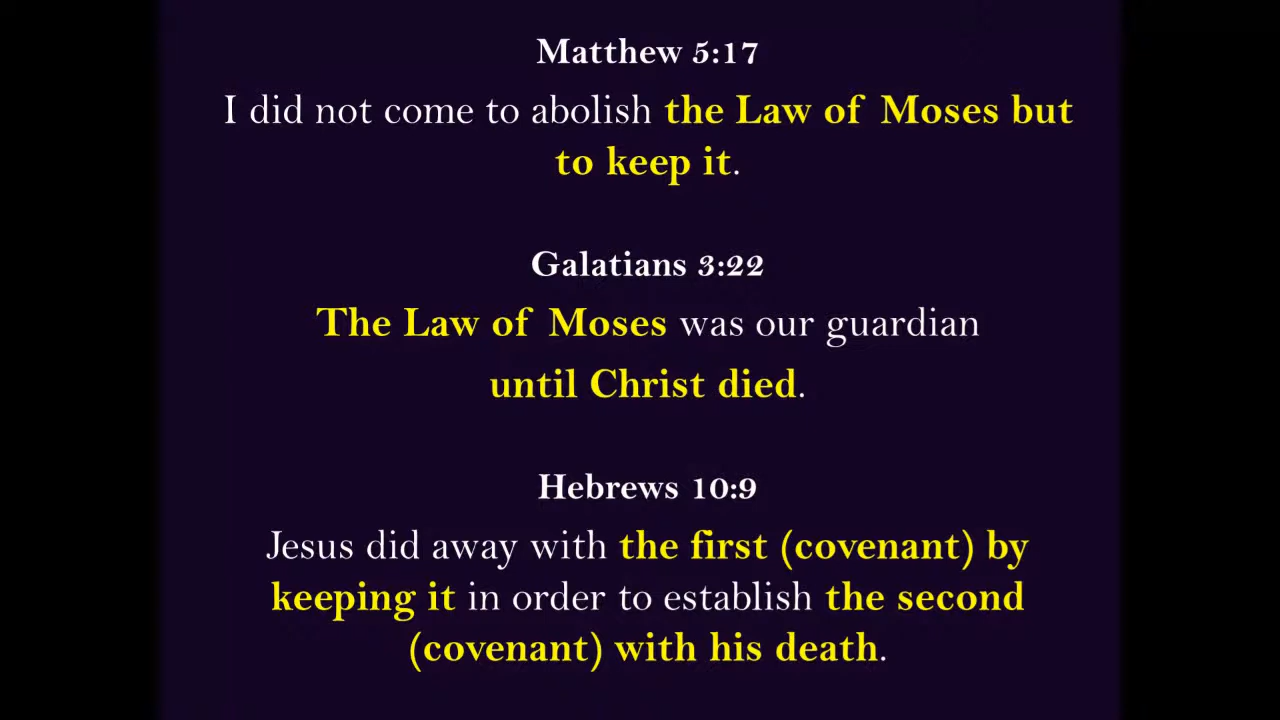 Matthew 5:17
I did not come to abolish the Law of Moses but
to keep it.
Galatians 3:22
The Law of Moses was our guardian
until Christ died.
Hebrews 10:9
Jesus did away with the first (covenant) by
keeping it in order to establish the second
(covenant) with his death.